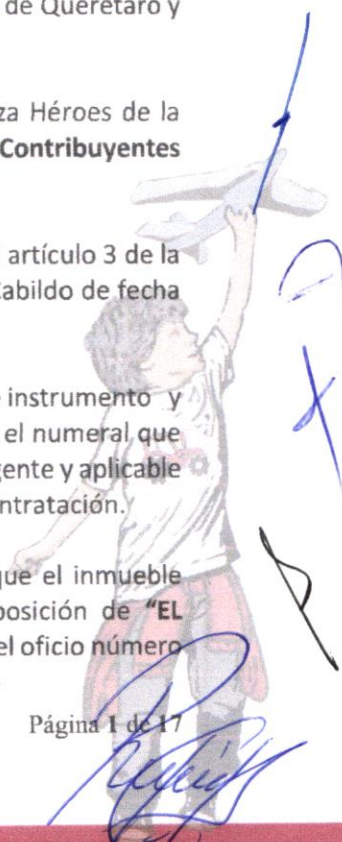 de Querétaro y
za Héroes de la
Contribuyentes
artículo 3 de la
Cabildo de fecha
instrumento y
el numeral que
gente y aplicable
ntratación.
que el inmueble
posición de "EL
el oficio número
Página 1 de 17